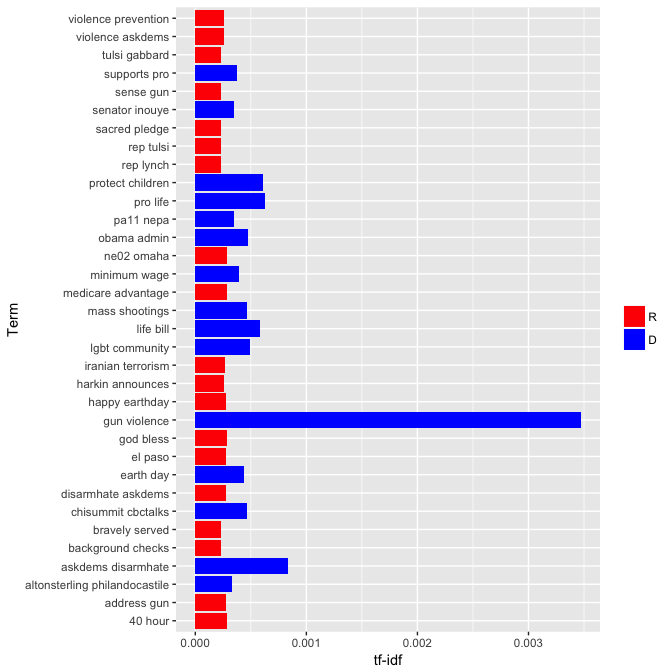 violence prevention
violence askdems
tulsi gabbard
supports pro
sense gun
senator inouye
sacred pledge
rep tulsi
rep lynch
protect children
pro life
pa11 nepa
obama admin
ne02 omaha
minimum wage
medicare advantage
mass shootings
life bill
lgbt community
iranian terrorism
harkin announces
happy earthday
gun violence
god bless
el paso
earth day
disarmhate askdems
chisummit cbctalks
bravely served
background checks
askdems disarmhate
altonsterling philandocastile
address gun
40 hour
Term
0.000 0.001 0.002 0.003
tf-idf
R
D